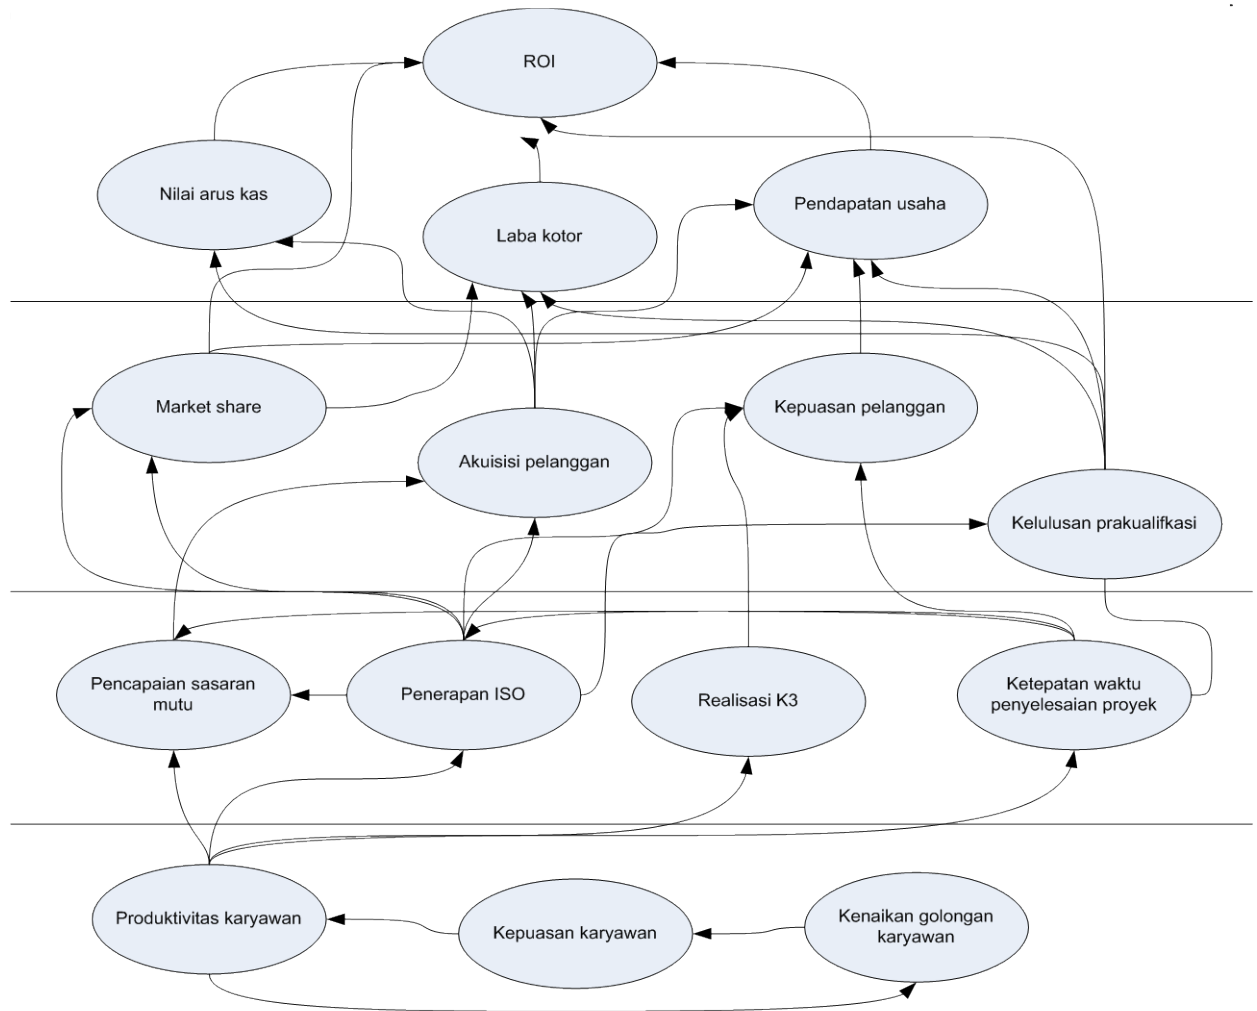 ROI
Nilai arus kas
Laba kotor
Pendapatan usaha
Market share
Akuisisi pelanggan
Kepuasan pelanggan
Kelulusan prakualifkasi
Pencapaian sasaran
mutu
Penerapan ISO
Realisasi K3
Ketepatan waktu
penyelesaian proyek
Produktivitas karyawan
Kepuasan karyawan
Kenaikan golongan
karyawan